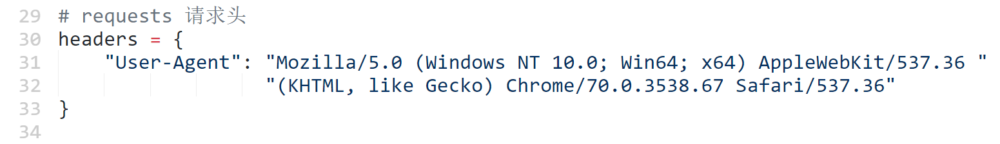 29 # requests 请求头
30 headers = {
31     "User-Agent": "Mozilla/5.0 (Windows NT 10.0; Win64; x64) AppleWebKit/537.36 "
32                   "(KHTML, like Gecko) Chrome/70.0.3538.67 Safari/537.36"
33 }
34